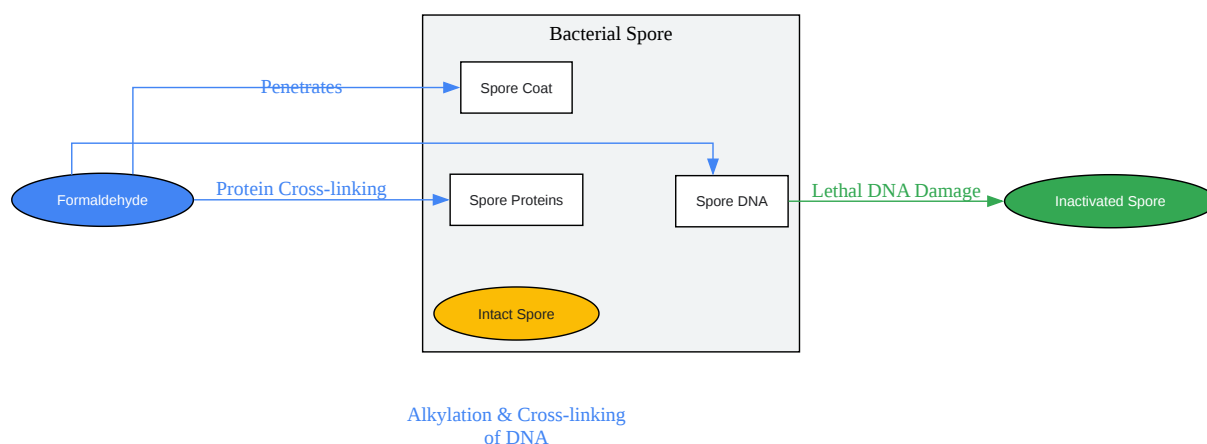 Bacterial Spore
Penetrates
Spore Coat
Formaldehyde
Protein Cross-linking
Spore Proteins
Spore DNA
Lethal DNA Damage
Inactivated Spore
Intact Spore
Alkylation & Cross-linking
of DNA